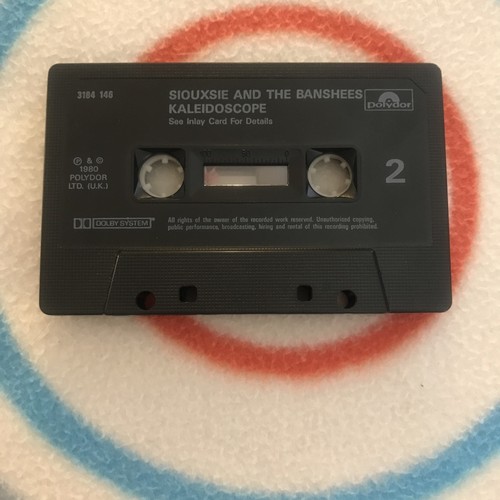 3184 146
SIOUXSIE AND THE BANSHEES
KALEIDOSCOPE
See Inlay Card For Details
Polydor
℗ & ©
1980
POLYDOR
LTD. (U.K.)
2
DOLBY SYSTEM
All rights of the owner of the recorded work reserved. Unauthorised copying,
public performance, broadcasting, hiring and rental of this recording prohibited.